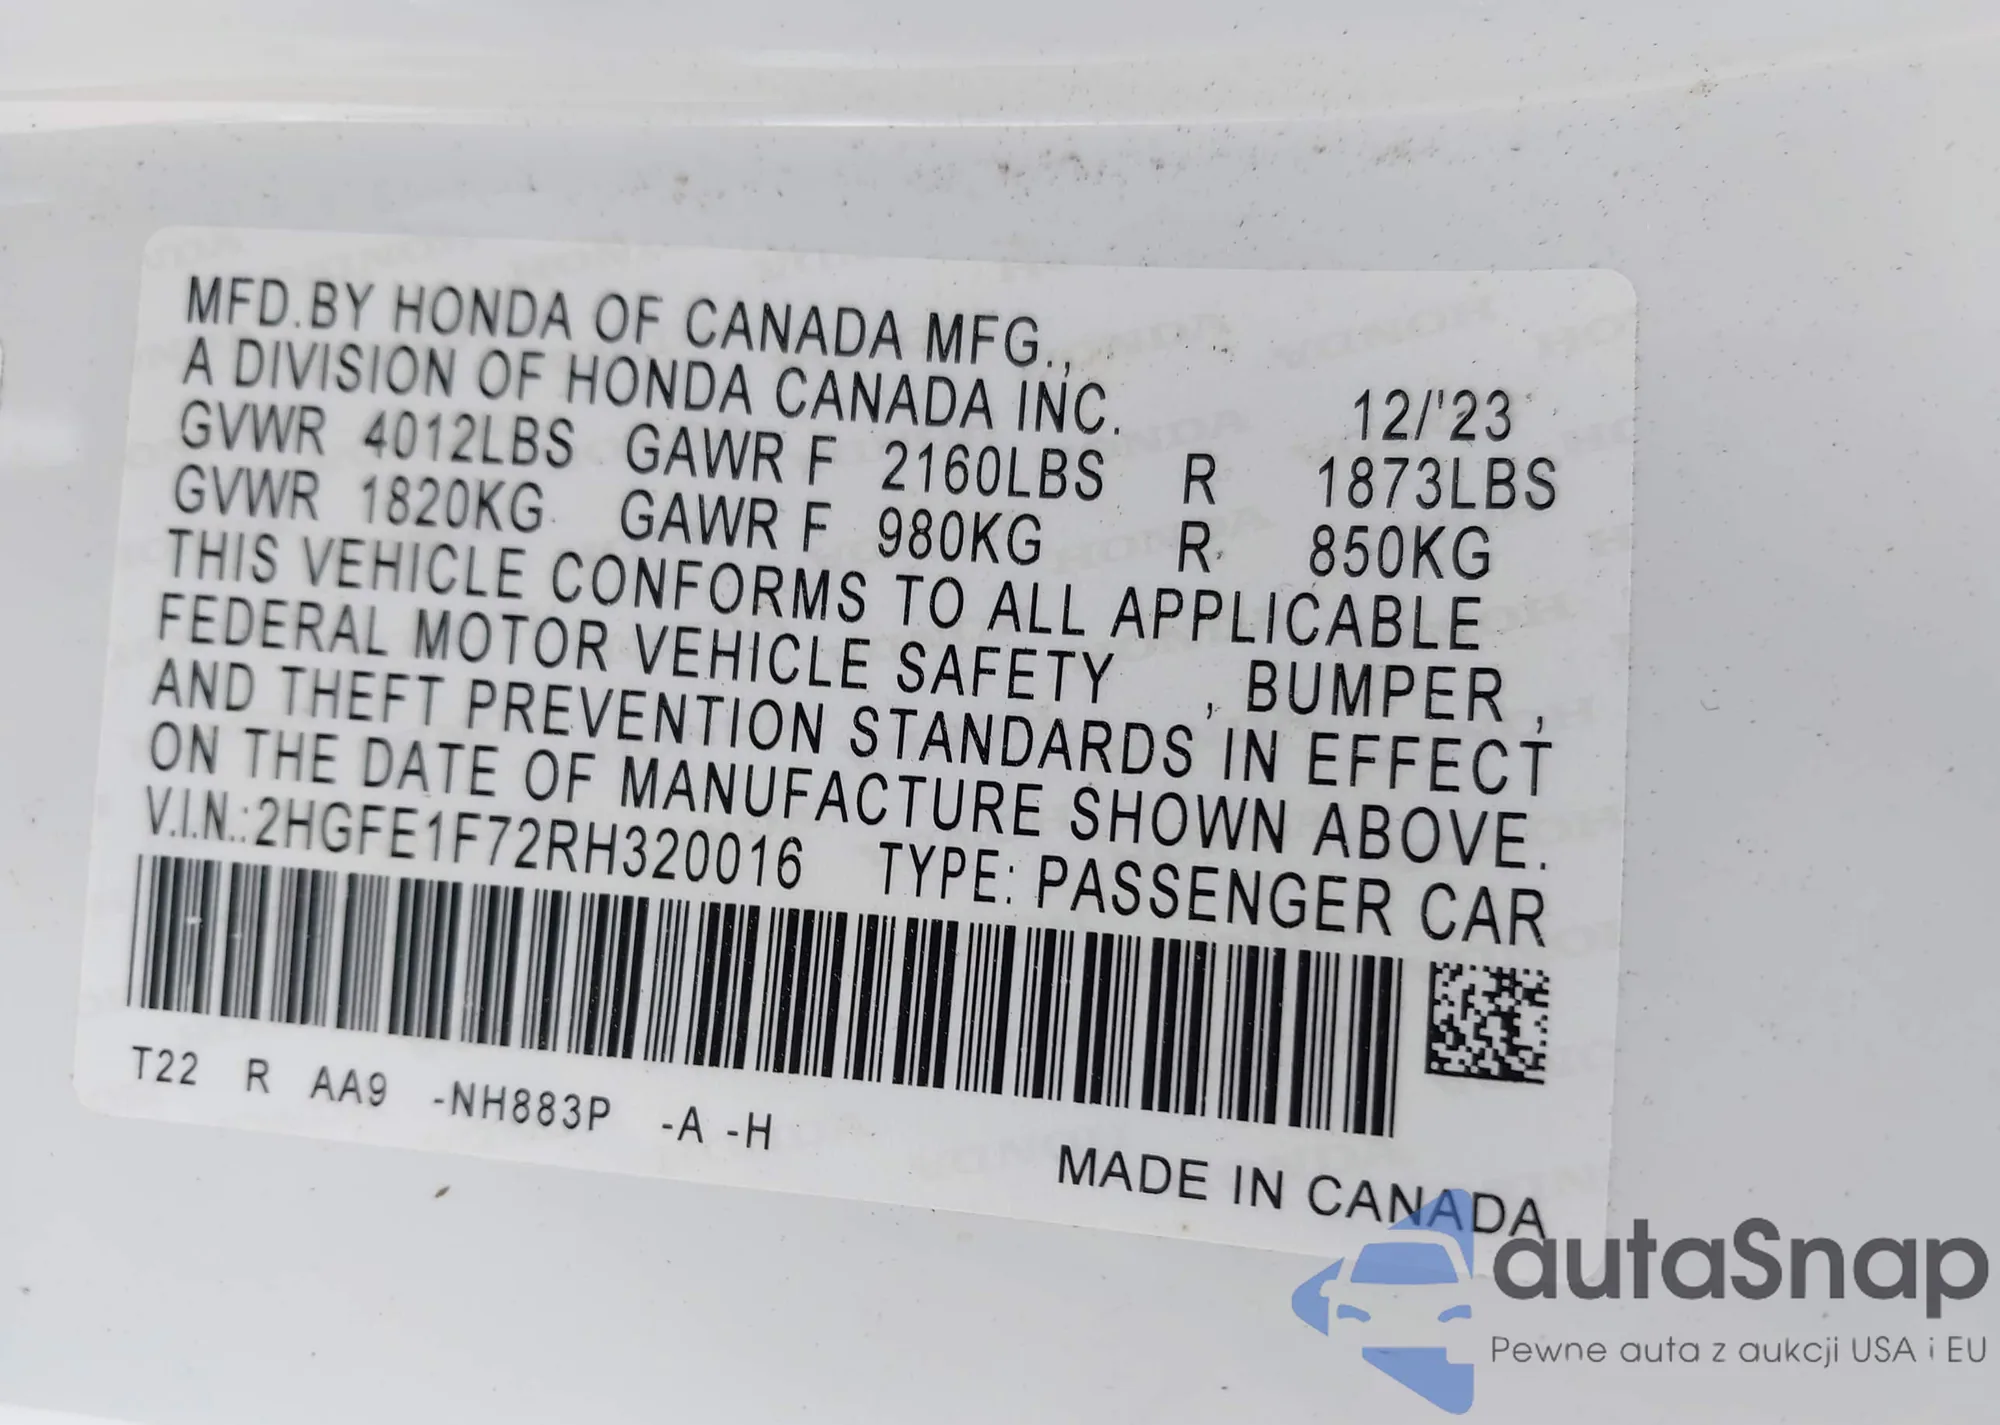 MFD.BY HONDA OF CANADA MFG.,
A DIVISION OF HONDA CANADA INC. 12/'23
GVWR 4012LBS GAWR F 2160LBS R 1873LBS
GVWR 1820KG GAWR F 980KG R 850KG
THIS VEHICLE CONFORMS TO ALL APPLICABLE
FEDERAL MOTOR VEHICLE SAFETY , BUMPER ,
AND THEFT PREVENTION STANDARDS IN EFFECT
ON THE DATE OF MANUFACTURE SHOWN ABOVE.
V.I.N.:2HGFE1F72RH320016 TYPE: PASSENGER CAR
T22 R AA9 -NH883P -A -H
MADE IN CANADA
autaSnap
Pewne auta z aukcji USA i EU